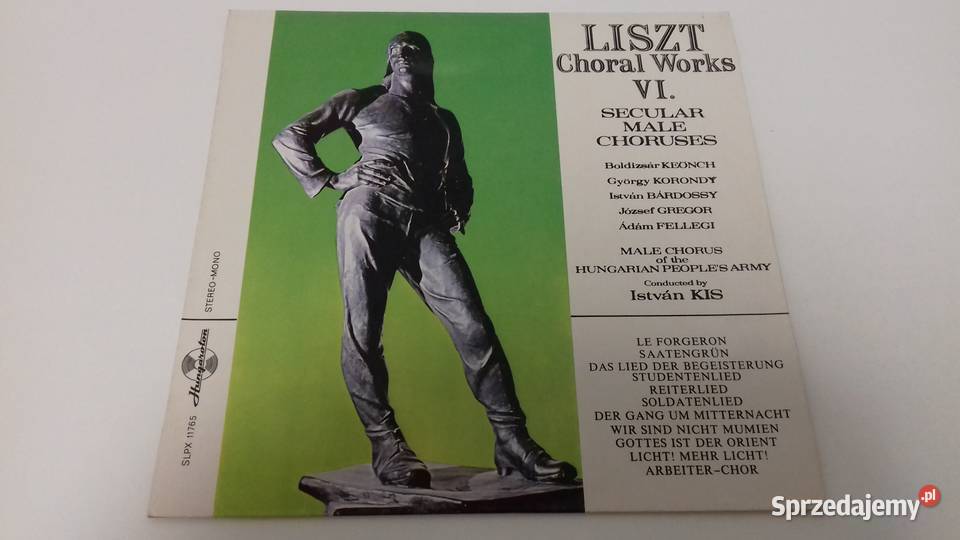 LISZT
Choral Works
VI.
SECULAR
MALE
CHORUSES
Boldizsár KEONCH
György KORONDY
István BÁRDOSSY
József GREGOR
Ádám FELLEGI
MALE CHORUS
of the
HUNGARIAN PEOPLE'S ARMY
Conducted by
István KIS
LE FORGERON
SAATENGRÜN
DAS LIED DER BEGEISTERUNG
STUDENTENLIED
REITERLIED
SOLDATENLIED
DER GANG UM MITTERNACHT
WIR SIND NICHT MUMIEN
GOTTES IST DER ORIENT
LICHT! MEHR LICHT!
ARBEITER-CHOR
STEREO-MONO
Hungaroton
SLPX 11765
Sprzedajemy.pl